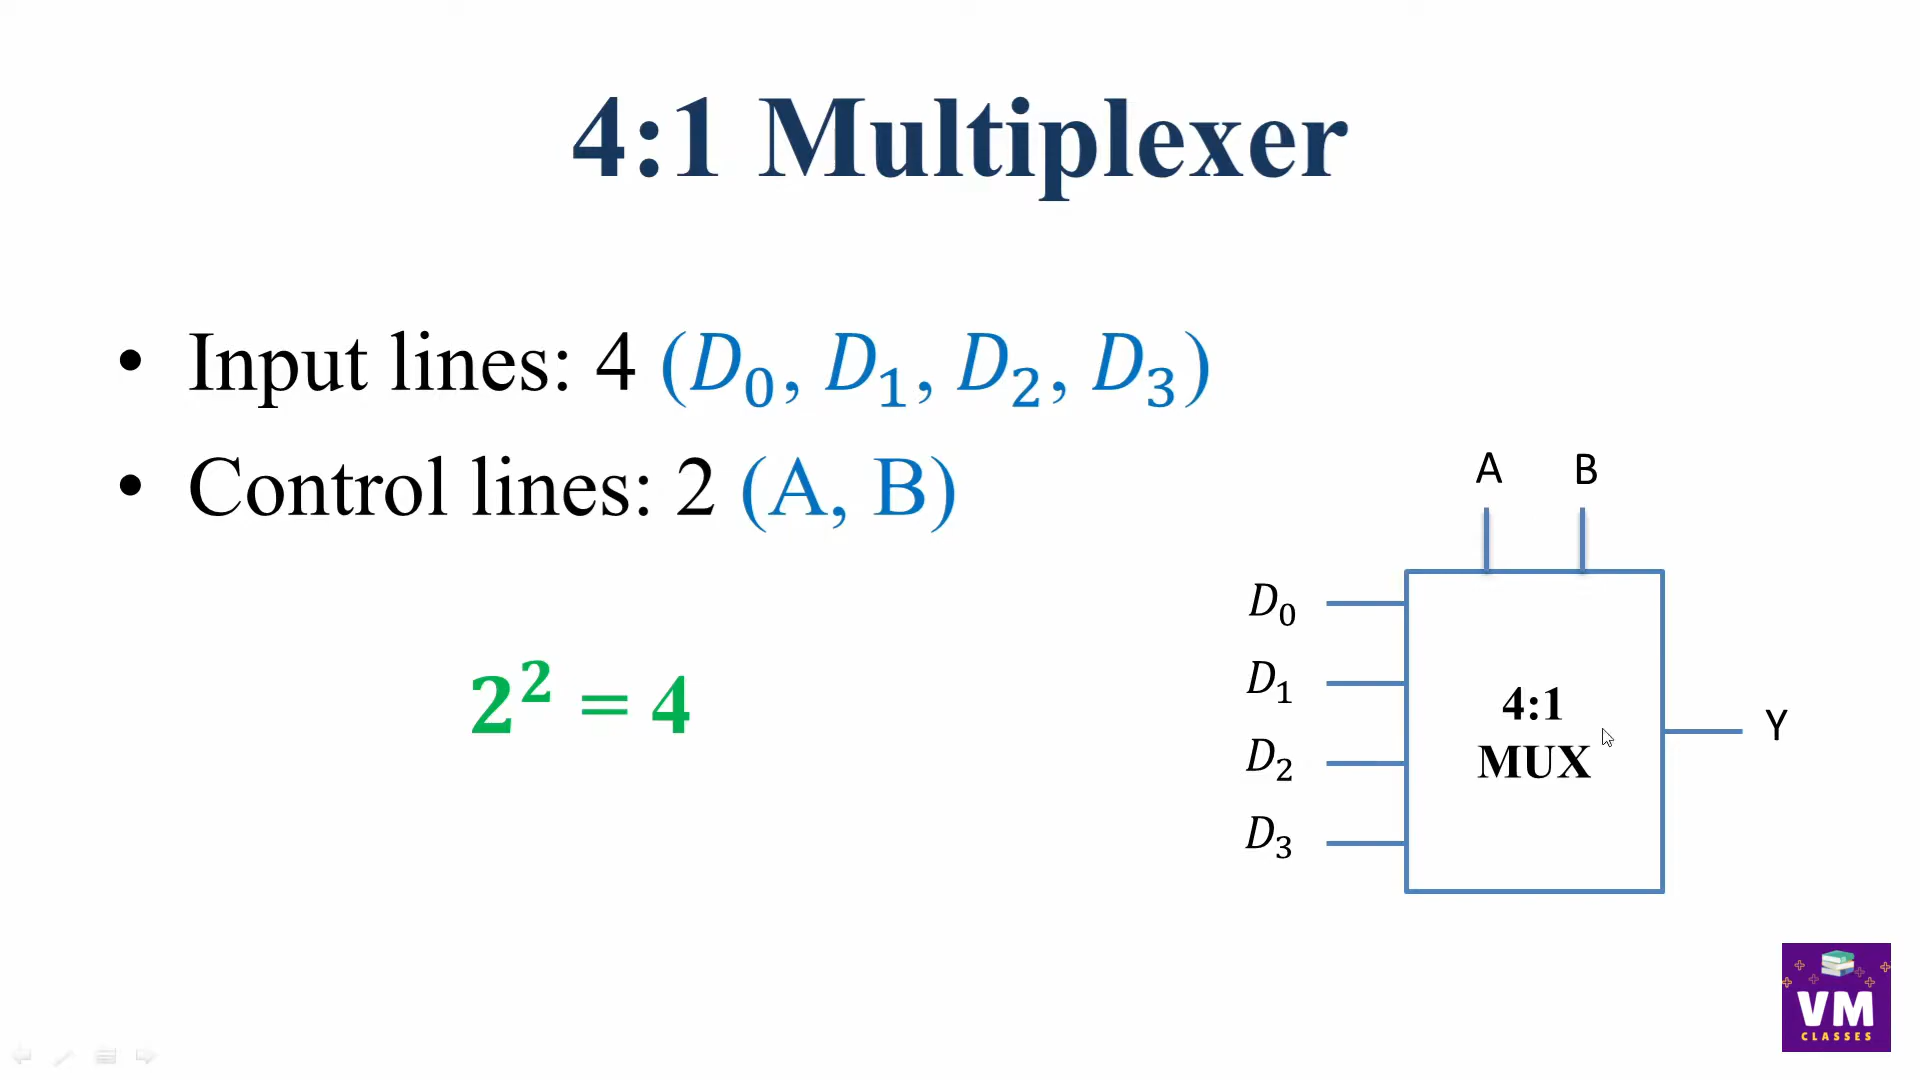 4:1 Multiplexer
• Input lines: 4 (D₀, D₁, D₂, D₃)
• Control lines: 2 (A, B)
2² = 4
A B
D₀
D₁
D₂
D₃
4:1
MUX
Y
VM
CLASSES